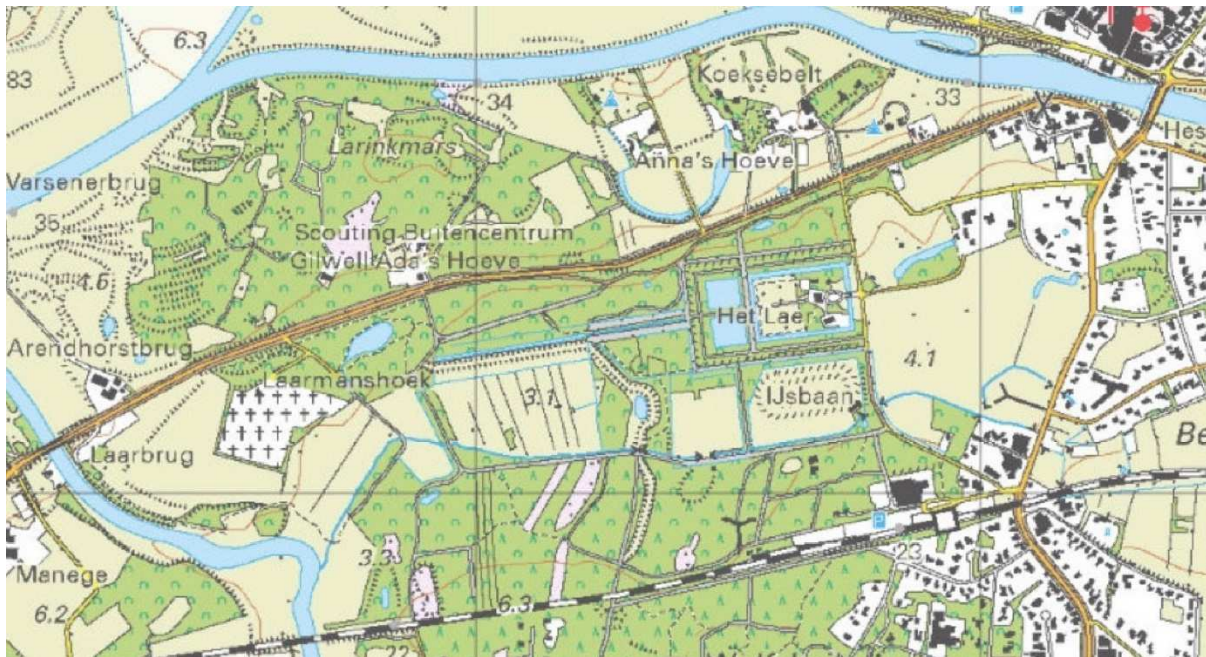 6.3
P
83
Koeksebelt
34
33
Larinkmars
Hes
Anna's Hoeve
Varsenerbrug
35
Scouting Buitencentrum
Gilwell Ada's Hoeve
4.6
Het Laer
Arendhorstbrug
4.1
Laarmanshoek
3.1
IJsbaan
Be
Laarbrug
P
23
3.3
Manege
6.3
6.2
22